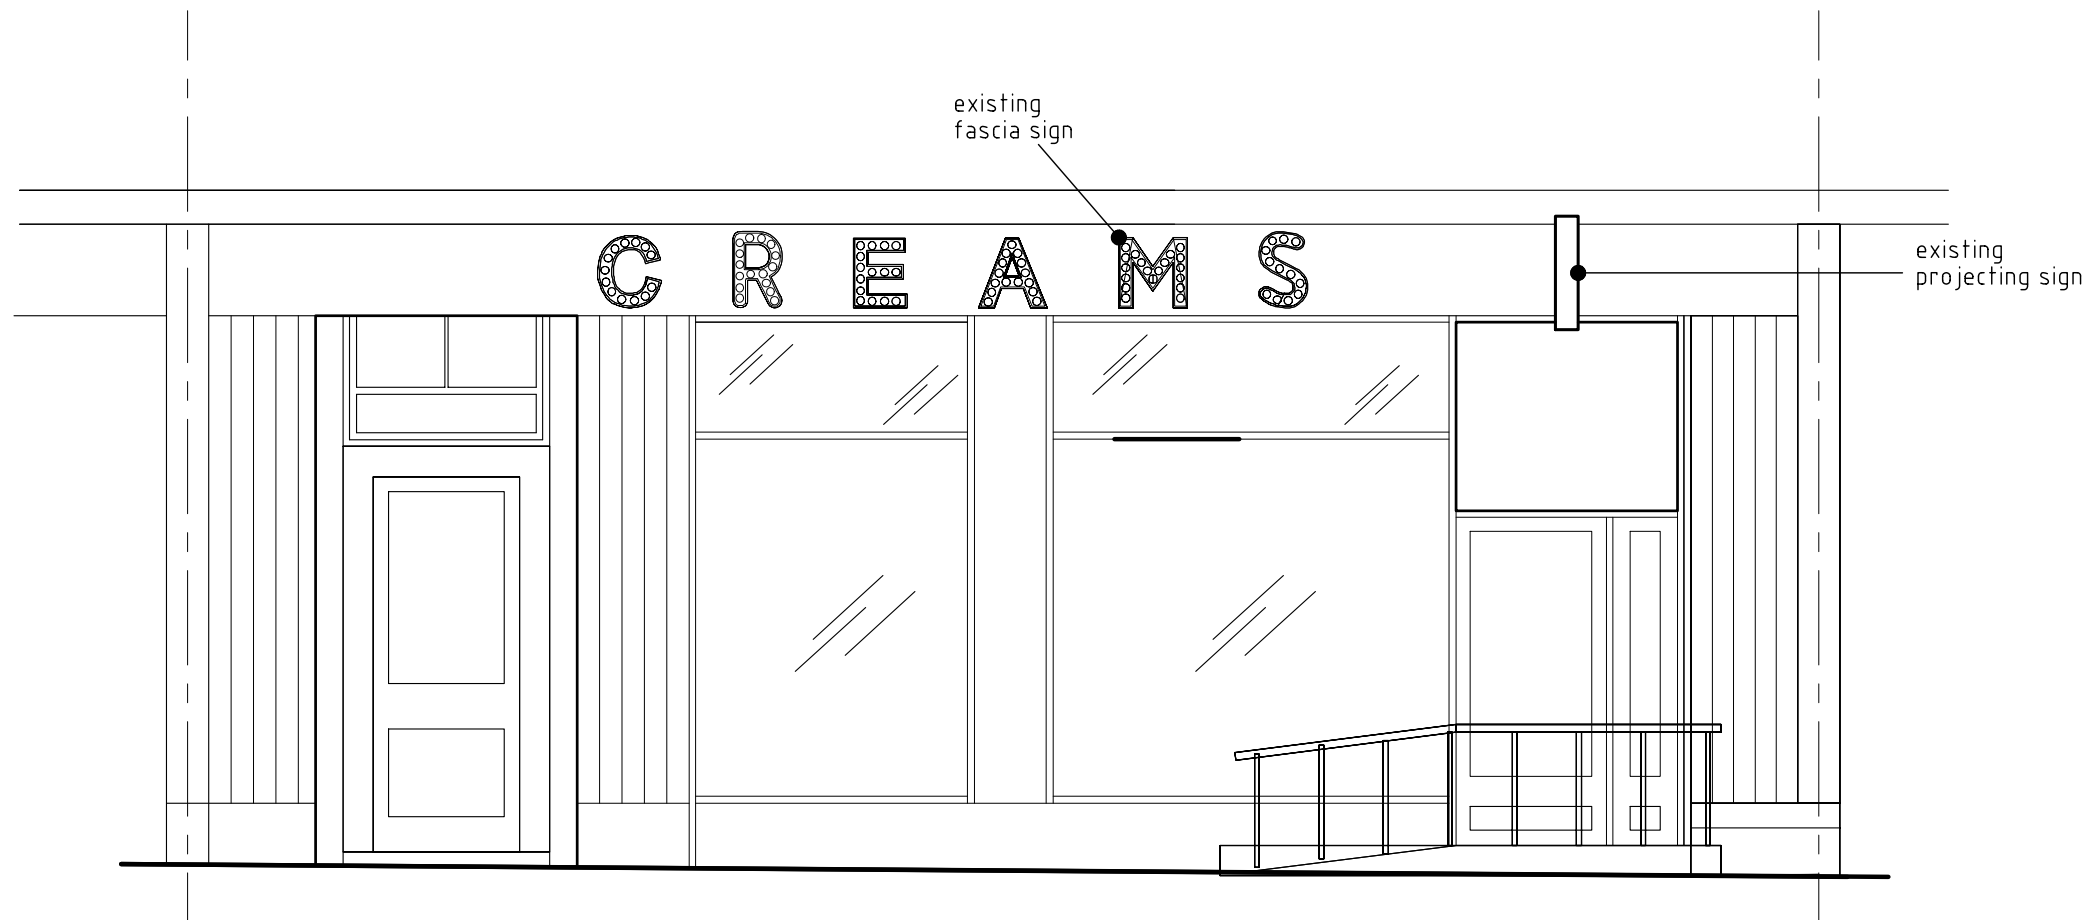 existing
fascia sign
CREAMS
existing
projecting sign